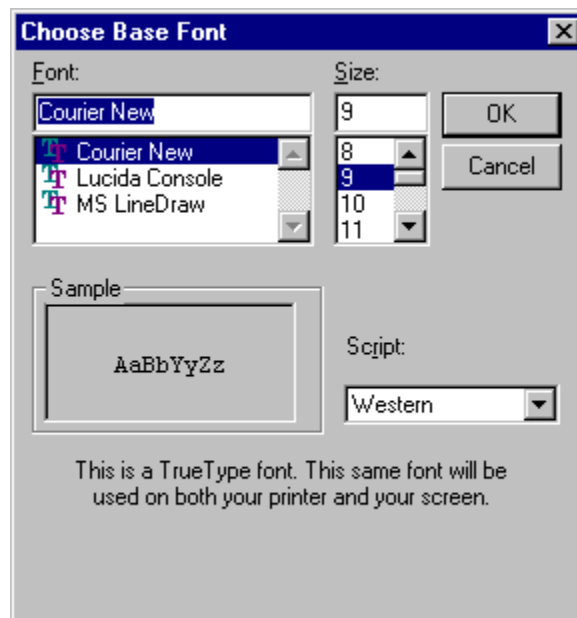 Choose Base Font
Font:
Size:
Courier New
9
OK
Courier New
Lucida Console
MS LineDraw
8
9
10
11
Cancel
Sample
AaBbYyZz
Script:
Western
This is a TrueType font. This same font will be
used on both your printer and your screen.